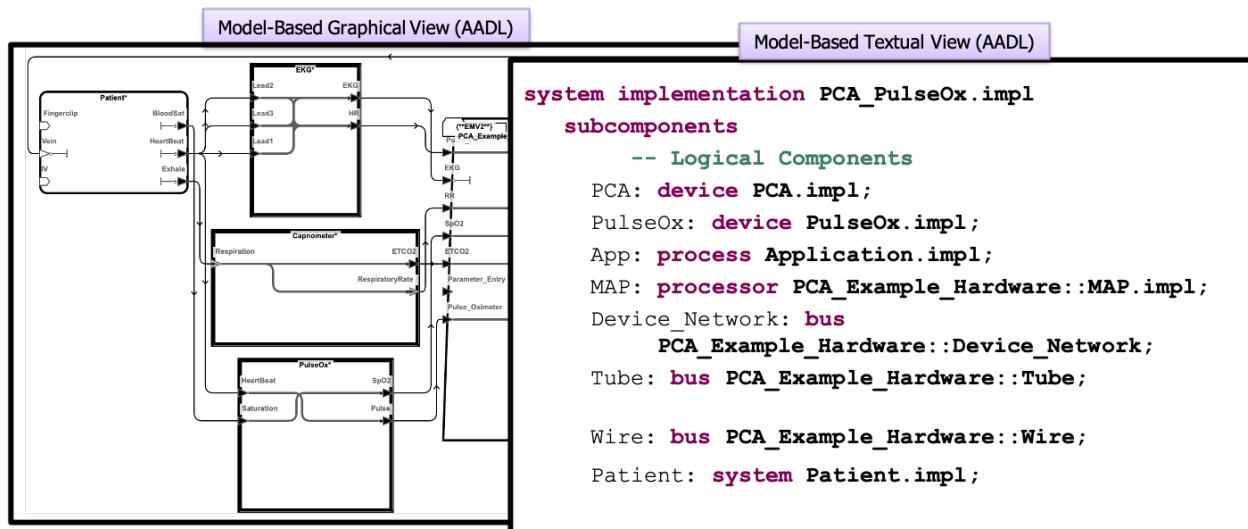 Model-Based Graphical View (AADL)
Model-Based Textual View (AADL)
Patient*
Fingerclip
BloodSat
Vein
HeartBeat
IV
Exhale
EKG*
Lead2
EKG
Lead3
HR
Lead1
Capnometer*
Respiration
ETCO2
RespiratoryRate
PulseOx*
HeartBeat
SpO2
Saturation
Pulse
{**EMV2**}
PCA_Example
EKG
RR
SpO2
ETCO2
Parameter_Entry
Pulse_Oximeter
system implementation PCA_PulseOx.impl
subcomponents
-- Logical Components
PCA: device PCA.impl;
PulseOx: device PulseOx.impl;
App: process Application.impl;
MAP: processor PCA_Example_Hardware::MAP.impl;
Device_Network: bus
PCA_Example_Hardware::Device_Network;
Tube: bus PCA_Example_Hardware::Tube;
Wire: bus PCA_Example_Hardware::Wire;
Patient: system Patient.impl;